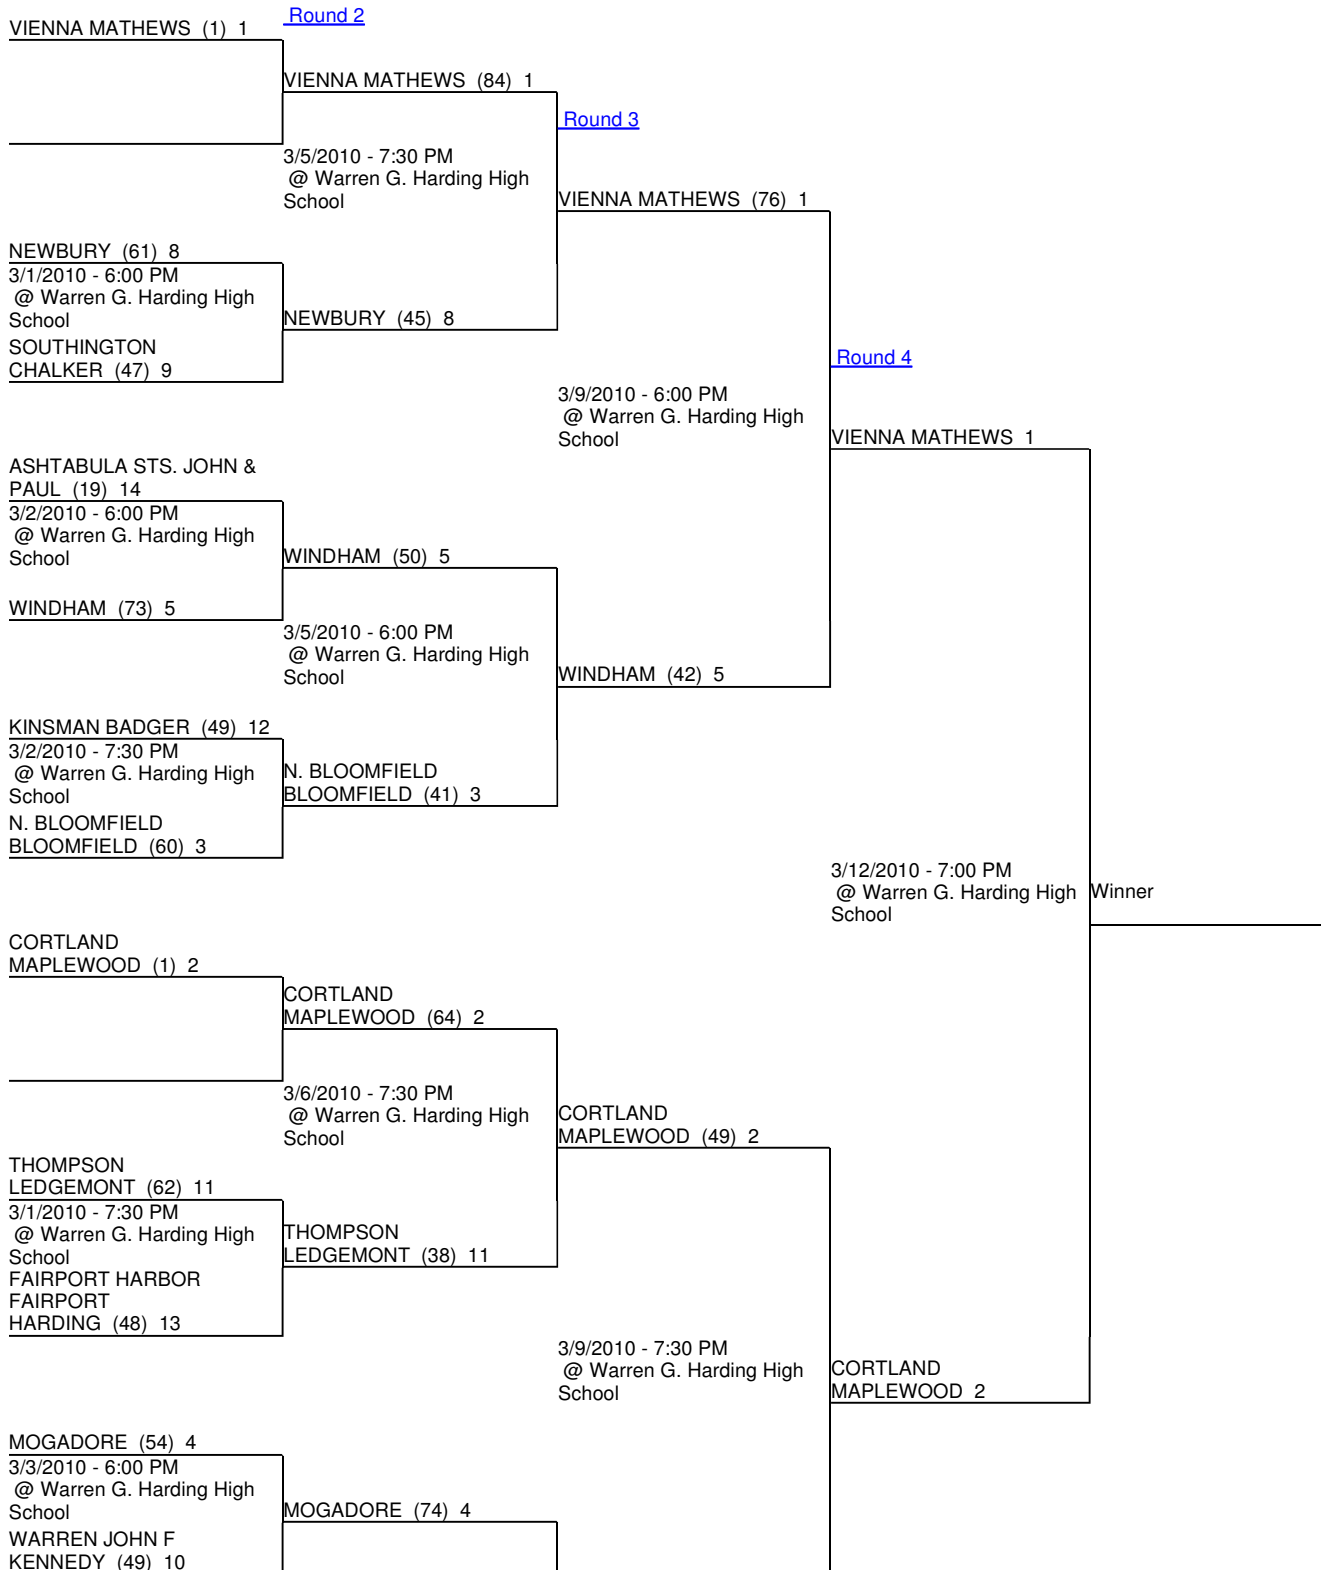 Round 2
VIENNA MATHEWS (1) 1
VIENNA MATHEWS (84) 1
Round 3
3/5/2010 - 7:30 PM
@ Warren G. Harding High
School
VIENNA MATHEWS (76) 1
NEWBURY (61) 8
3/1/2010 - 6:00 PM
@ Warren G. Harding High
School
NEWBURY (45) 8
SOUTHINGTON
CHALKER (47) 9
Round 4
3/9/2010 - 6:00 PM
@ Warren G. Harding High
School
VIENNA MATHEWS 1
ASHTABULA STS. JOHN &
PAUL (19) 14
3/2/2010 - 6:00 PM
@ Warren G. Harding High
School
WINDHAM (50) 5
WINDHAM (73) 5
3/5/2010 - 6:00 PM
@ Warren G. Harding High
School
WINDHAM (42) 5
KINSMAN BADGER (49) 12
3/2/2010 - 7:30 PM
@ Warren G. Harding High
School
N. BLOOMFIELD
BLOOMFIELD (41) 3
N. BLOOMFIELD
BLOOMFIELD (60) 3
3/12/2010 - 7:00 PM
@ Warren G. Harding High
School
Winner
CORTLAND
MAPLEWOOD (1) 2
CORTLAND
MAPLEWOOD (64) 2
3/6/2010 - 7:30 PM
@ Warren G. Harding High
School
CORTLAND
MAPLEWOOD (49) 2
THOMPSON
LEDGEMONT (62) 11
3/1/2010 - 7:30 PM
@ Warren G. Harding High
School
THOMPSON
LEDGEMONT (38) 11
FAIRPORT HARBOR
FAIRPORT
HARDING (48) 13
3/9/2010 - 7:30 PM
@ Warren G. Harding High
School
CORTLAND
MAPLEWOOD 2
MOGADORE (54) 4
3/3/2010 - 6:00 PM
@ Warren G. Harding High
School
MOGADORE (74) 4
WARREN JOHN F
KENNEDY (49) 10